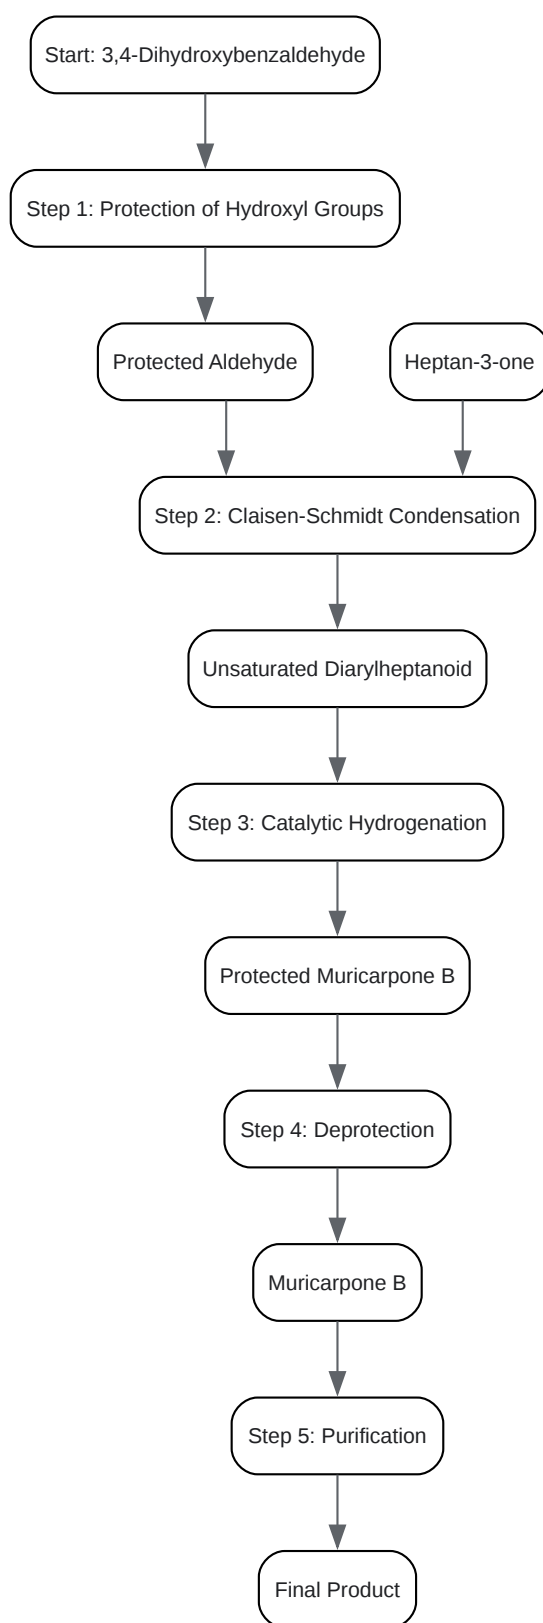 Start: 3,4-Dihydroxybenzaldehyde
Step 1: Protection of Hydroxyl Groups
Protected Aldehyde
Heptan-3-one
Step 2: Claisen-Schmidt Condensation
Unsaturated Diarylheptanoid
Step 3: Catalytic Hydrogenation
Protected Muricarpone B
Step 4: Deprotection
Muricarpone B
Step 5: Purification
Final Product